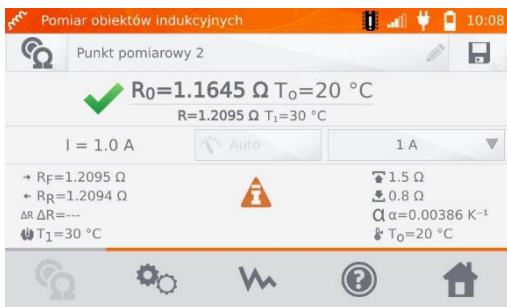 Pomiar obiektów indukcyjnych 10:08
Punkt pomiarowy 2
R0=1.1645 Ω To=20 °C
R=1.2095 Ω T1=30 °C
I = 1.0 A Auto 1 A
RF=1.2095 Ω 1.5 Ω
RR=1.2094 Ω 0.8 Ω
ΔR ΔR=--- α α=0.00386 K⁻¹
T1=30 °C To=20 °C